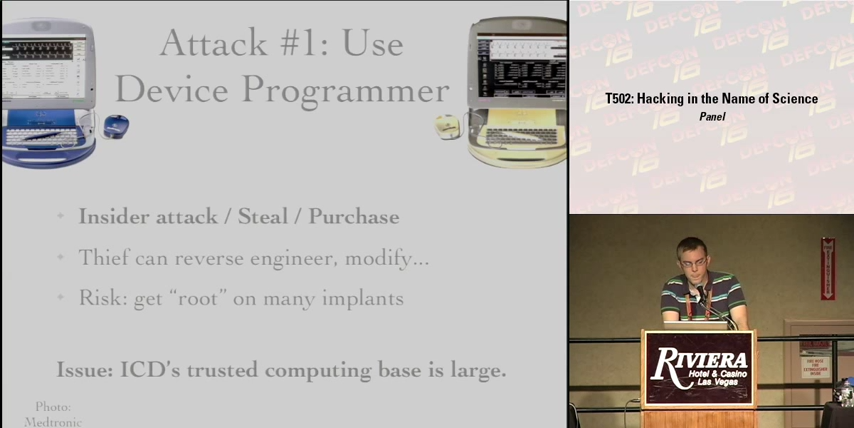 Attack #1: Use
Device Programmer
Insider attack / Steal / Purchase
Thief can reverse engineer, modify...
Risk: get “root” on many implants
Issue: ICD's trusted computing base is large.
Photo:
Medtronic
DEFCON
16
T502: Hacking in the Name of Science
Panel
RIVIERA
Hotel & Casino
Las Vegas